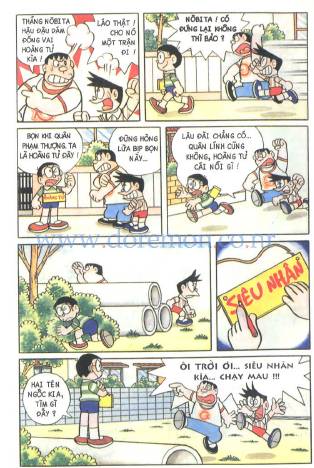 THẰNG NÔBITA
HẬU ĐẬU DÁM
ĐÓNG VAI
HOÀNG TỬ
KÌA!
LÁO THẬT!
CHO NÓ
MỘT TRẬN
ĐI!
NÔBITA! CÓ
ĐỨNG LẠI KHÔNG
THÌ BẢO?
BỌN KHI QUÂN
PHẠM THƯỢNG. TA
LÀ HOÀNG TỬ ĐÂY!
HOÀNG TỬ
ĐỪNG HÒNG
LỪA BỊP BỌN
NÀY...
LÂU ĐÀI CHẲNG CÓ...
QUÂN LÍNH CŨNG
KHÔNG, HOÀNG TỬ
CÁI NỖI GÌ!
www.doremon.co.nr
SIÊU NHÂN
HAI TÊN
NGỐC KIA,
TÌM GÌ
ĐẤY?
ÔI TRỜI ƠI... SIÊU NHÂN
KÌA... CHẠY MAU !!!